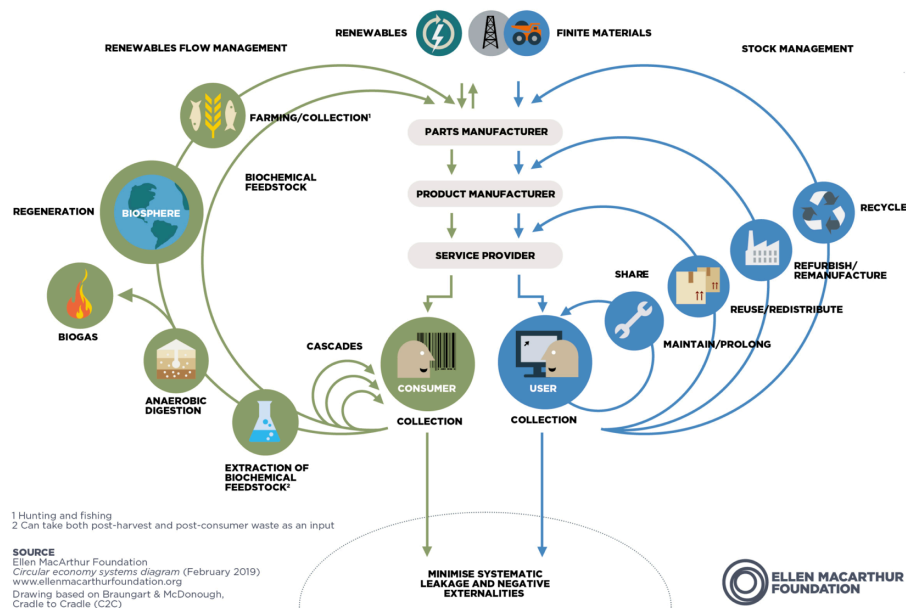 RENEWABLES
FINITE MATERIALS
RENEWABLES FLOW MANAGEMENT
STOCK MANAGEMENT
FARMING/COLLECTION¹
PARTS MANUFACTURER
BIOCHEMICAL
FEEDSTOCK
PRODUCT MANUFACTURER
REGENERATION
BIOSPHERE
RECYCLE
SERVICE PROVIDER
REFURBISH/
REMANUFACTURE
SHARE
REUSE/REDISTRIBUTE
BIOGAS
CASCADES
MAINTAIN/PROLONG
CONSUMER
USER
ANAEROBIC
DIGESTION
COLLECTION
COLLECTION
EXTRACTION OF
BIOCHEMICAL
FEEDSTOCK²
1 Hunting and fishing
2 Can take both post-harvest and post-consumer waste as an input
SOURCE
Ellen MacArthur Foundation
Circular economy systems diagram (February 2019)
www.ellenmacarthurfoundation.org
Drawing based on Braungart & McDonough,
Cradle to Cradle (C2C)
MINIMISE SYSTEMATIC
LEAKAGE AND NEGATIVE
EXTERNALITIES
ELLEN MACARTHUR
FOUNDATION